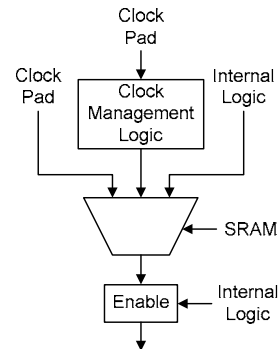 Clock
Pad
Clock
Pad
Clock
Management
Logic
Internal
Logic
SRAM
Enable
Internal
Logic